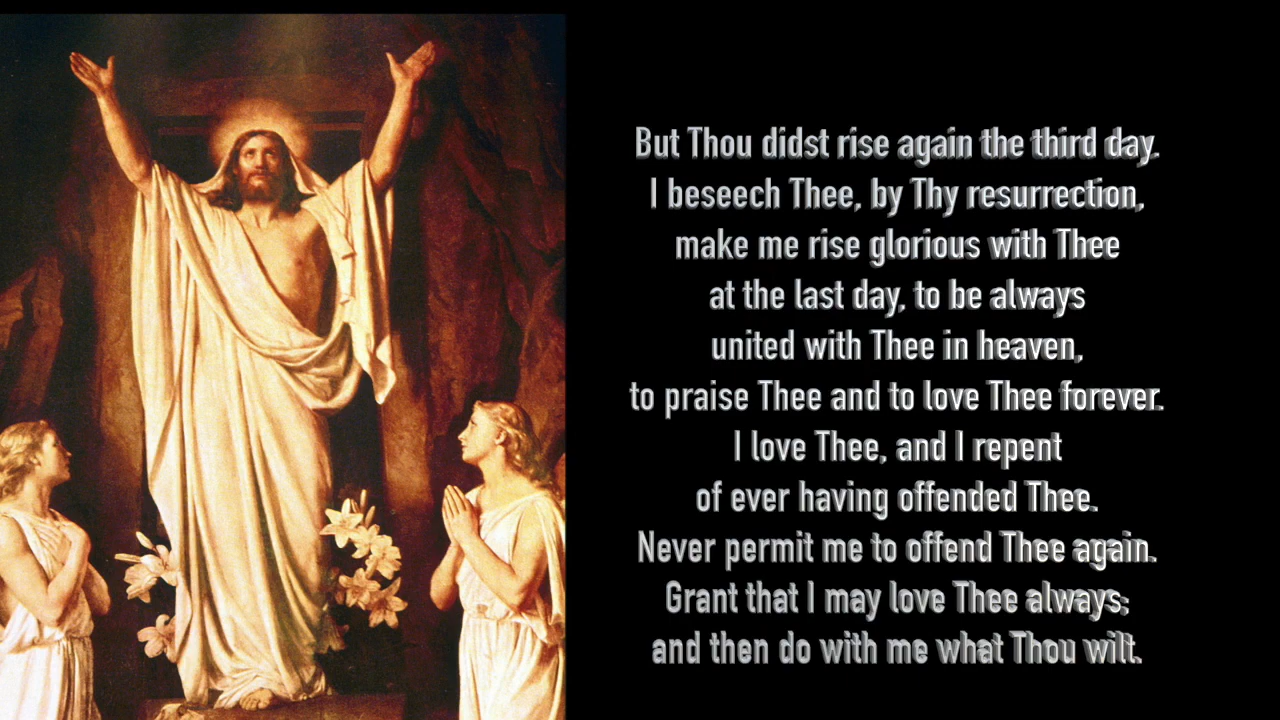 But Thou didst rise again the third day.
I beseech Thee, by Thy resurrection,
make me rise glorious with Thee
at the last day, to be always
united with Thee in heaven,
to praise Thee and to love Thee forever.
I love Thee, and I repent
of ever having offended Thee.
Never permit me to offend Thee again.
Grant that I may love Thee always;
and then do with me what Thou wilt.